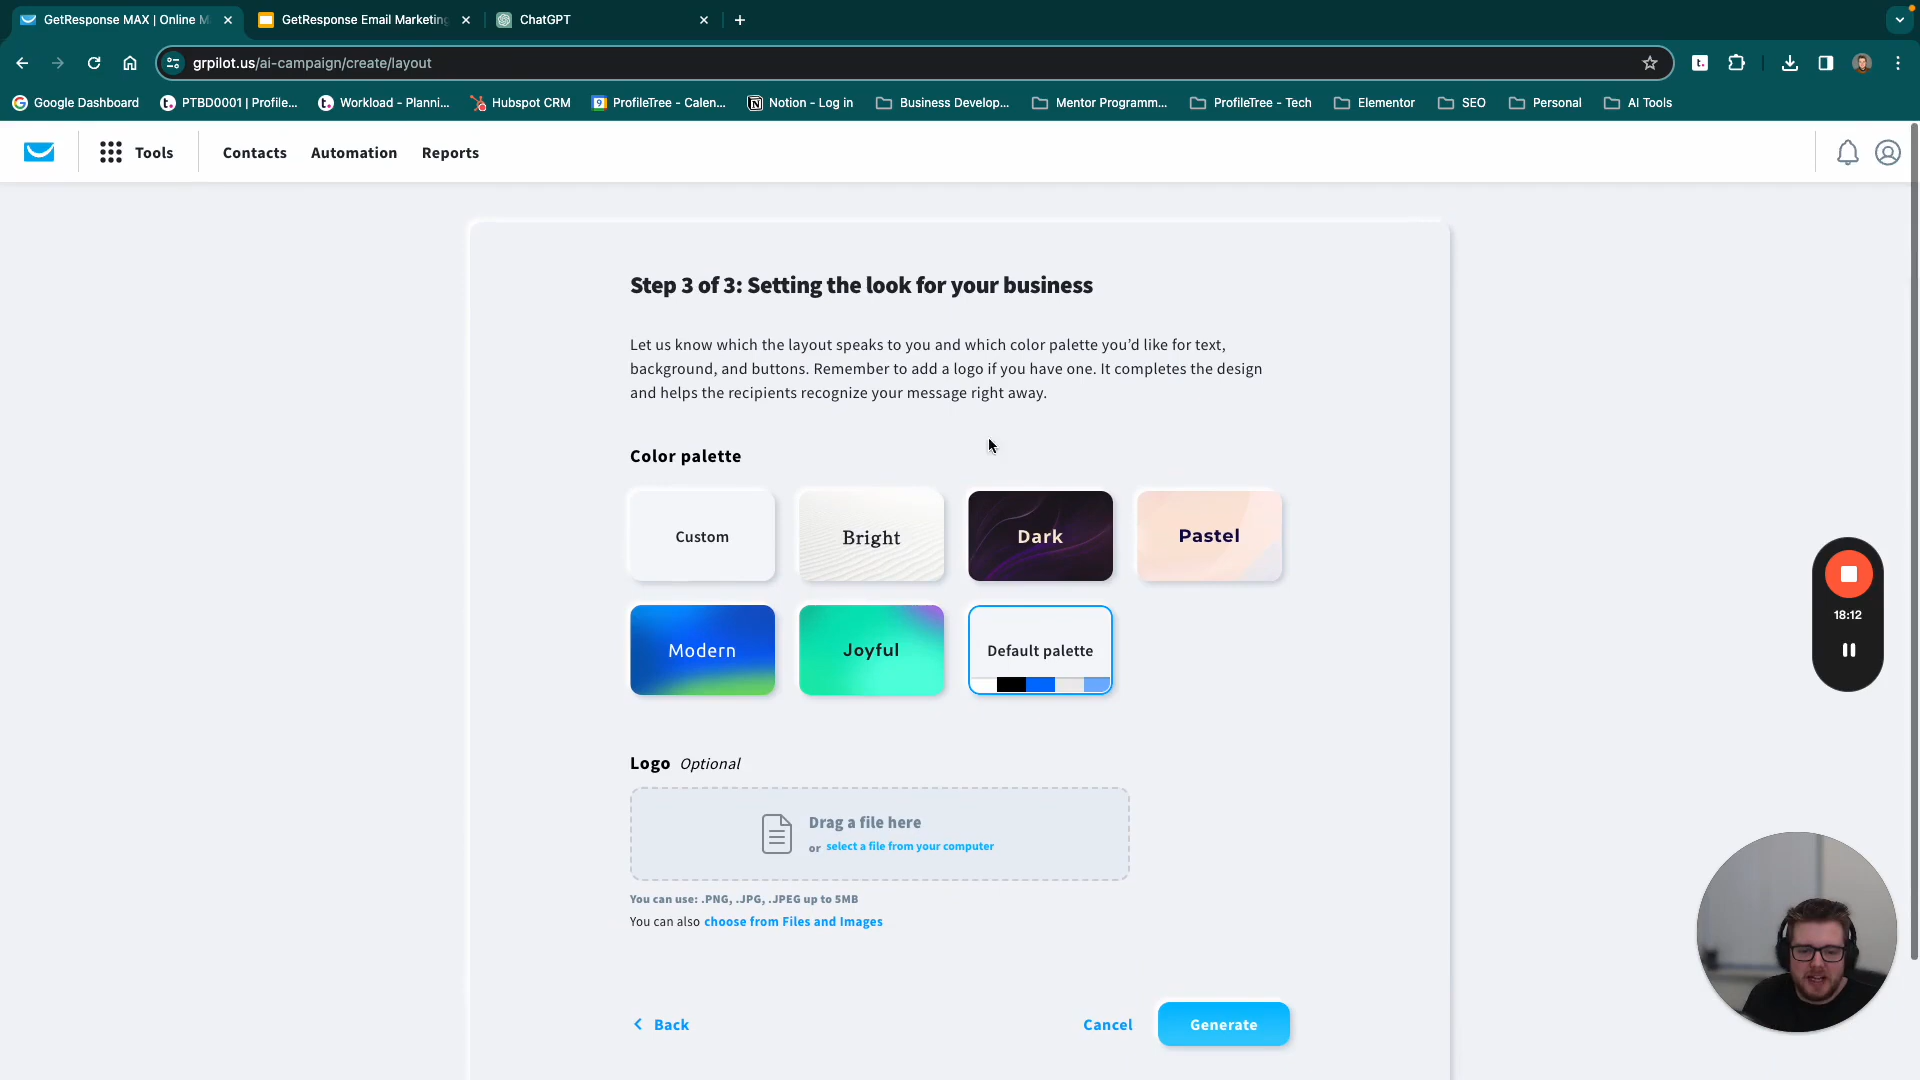 GetResponse MAX | Online M
GetResponse Email Marketing
ChatGPT
grpilot.us/ai-campaign/create/layout
Google Dashboard
PTBD0001 | Profile...
Workload - Planni...
Hubspot CRM
ProfileTree - Calen...
Notion - Log in
Business Develop...
Mentor Programm...
ProfileTree - Tech
Elementor
SEO
Personal
AI Tools
Tools
Contacts
Automation
Reports
Step 3 of 3: Setting the look for your business
Let us know which the layout speaks to you and which color palette you'd like for text,
background, and buttons. Remember to add a logo if you have one. It completes the design
and helps the recipients recognize your message right away.
Color palette
Custom
Bright
Dark
Pastel
Modern
Joyful
Default palette
18:12
Logo Optional
Drag a file here
or select a file from your computer
You can use: .PNG, .JPG, .JPEG up to 5MB
You can also choose from Files and Images
Back
Cancel
Generate